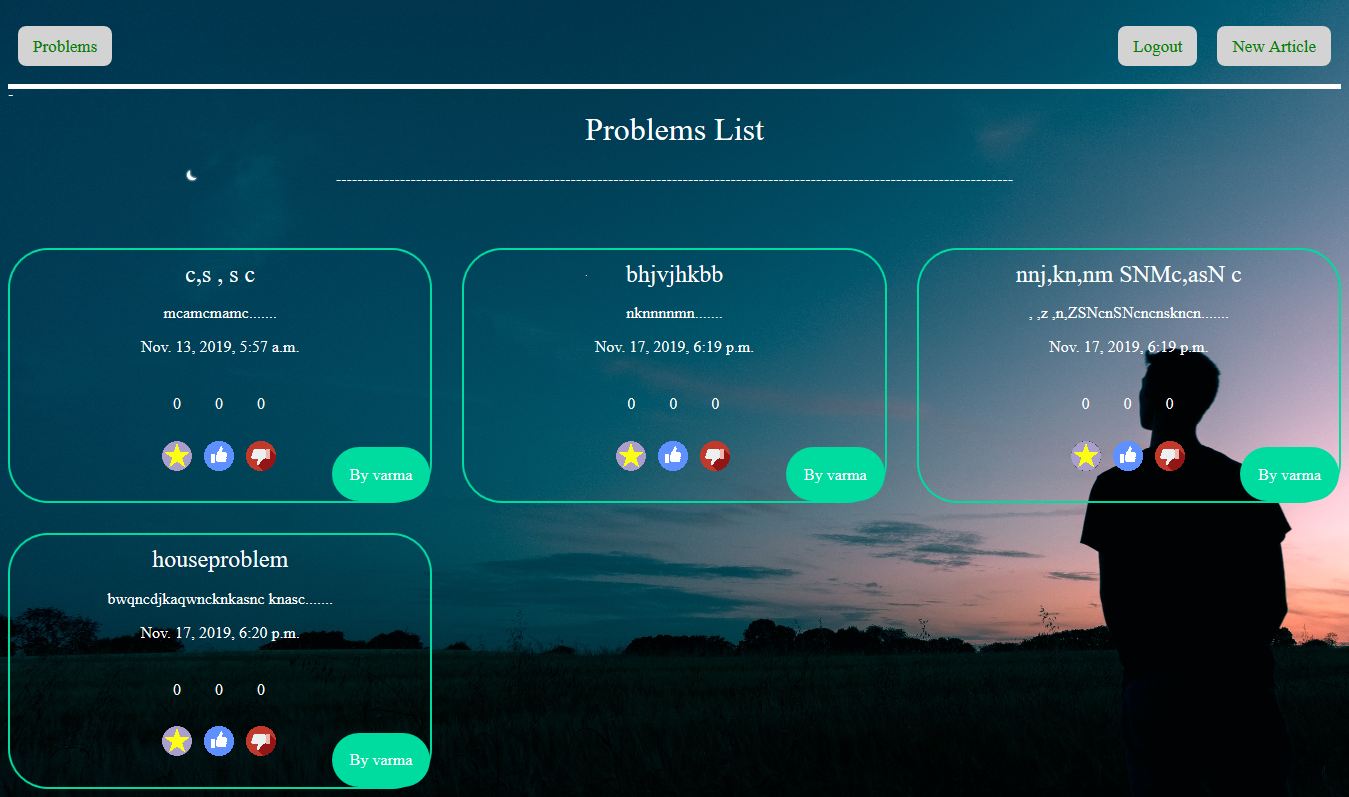 Problems
Logout
New Article
Problems List
c,s , s c
mcamcmamc.......
Nov. 13, 2019, 5:57 a.m.
0 0 0
By varma
bhjvjhkbb
nknnnnmn.......
Nov. 17, 2019, 6:19 p.m.
0 0 0
By varma
nnj,kn,nm SNMc,asN c
, ,z ,n,ZSNcnSNcncnskncn.......
Nov. 17, 2019, 6:19 p.m.
0 0 0
By varma
houseproblem
bwqncdjkaqwncknkasnc knasc.......
Nov. 17, 2019, 6:20 p.m.
0 0 0
By varma